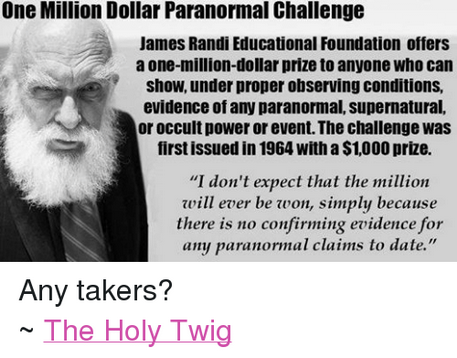 One Million Dollar Paranormal Challenge
James Randi Educational Foundation offers
a one-million-dollar prize to anyone who can
show, under proper observing conditions,
evidence of any paranormal, supernatural,
or occult power or event. The challenge was
first issued in 1964 with a $1,000 prize.
"I don't expect that the million
will ever be won, simply because
there is no confirming evidence for
any paranormal claims to date."
Any takers?
~ The Holy Twig